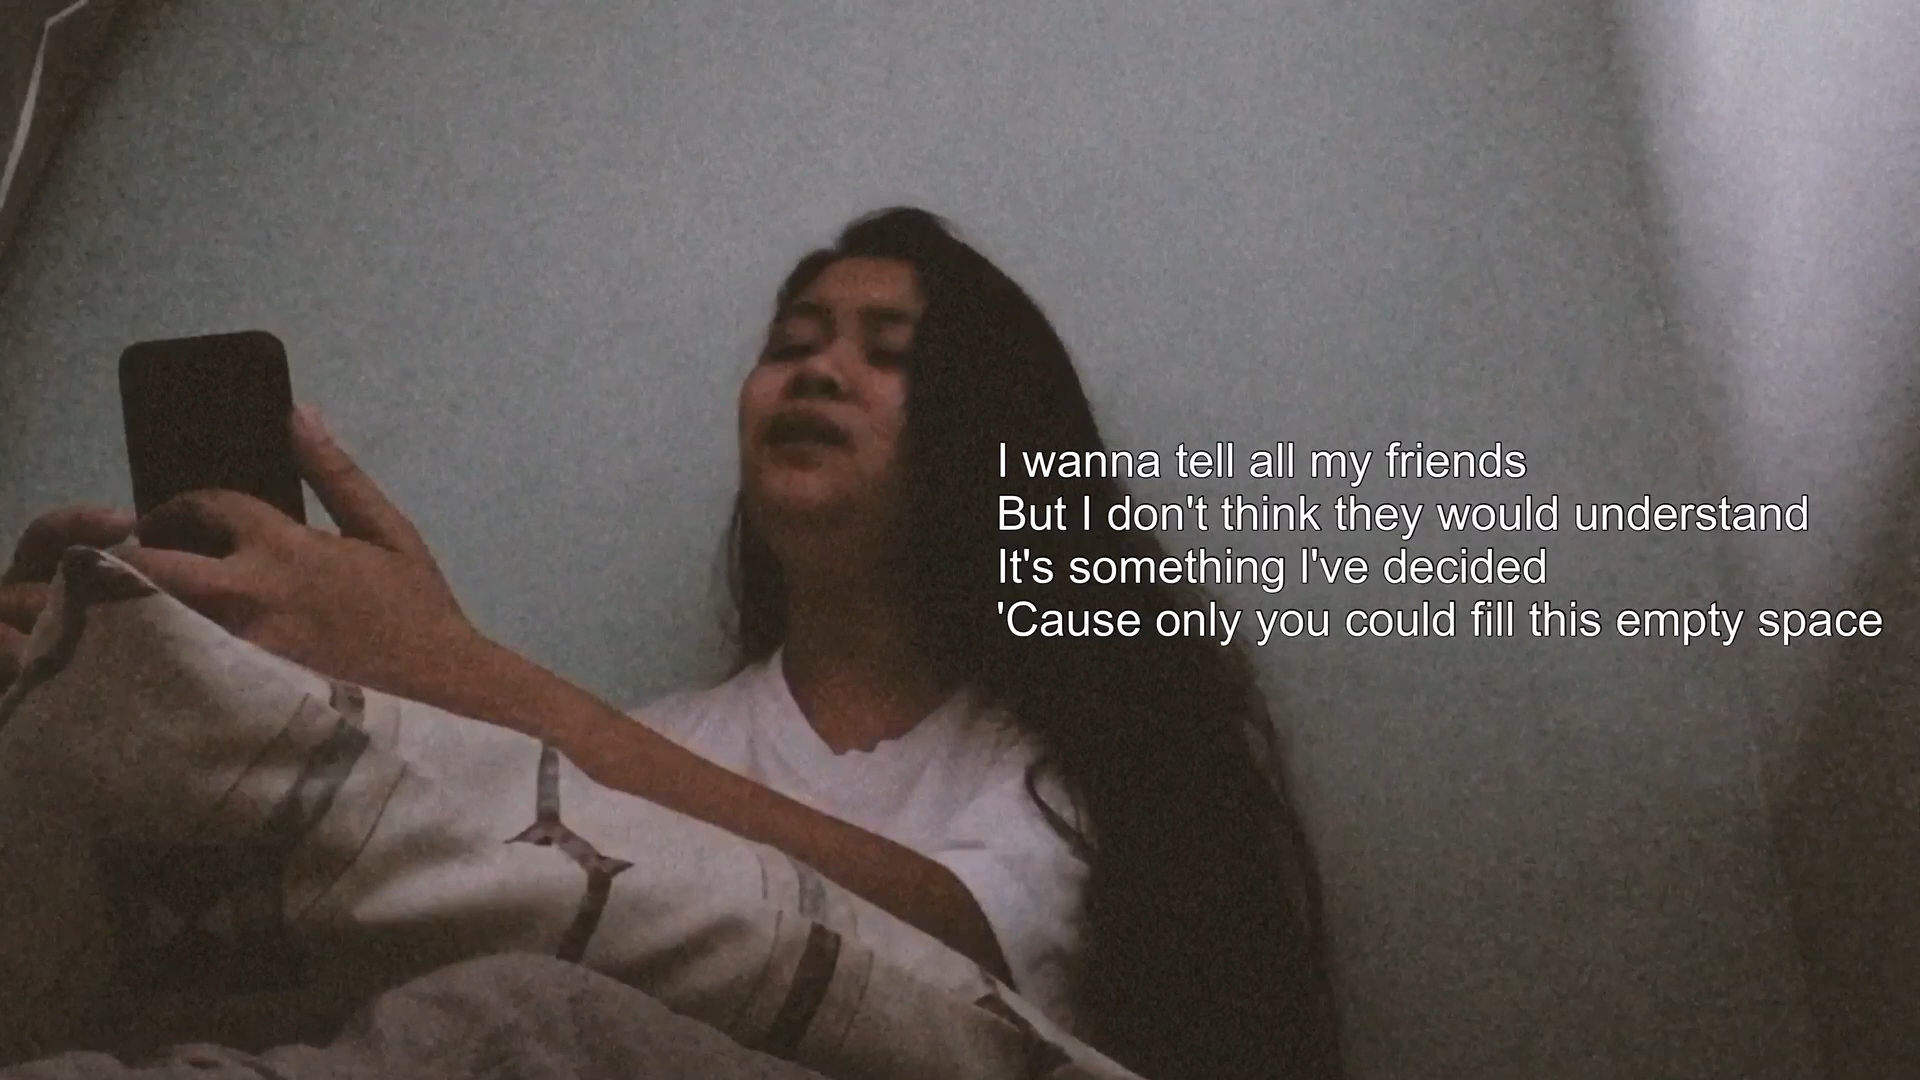 I wanna tell all my friends
But I don't think they would understand
It's something I've decided
'Cause only you could fill this empty space